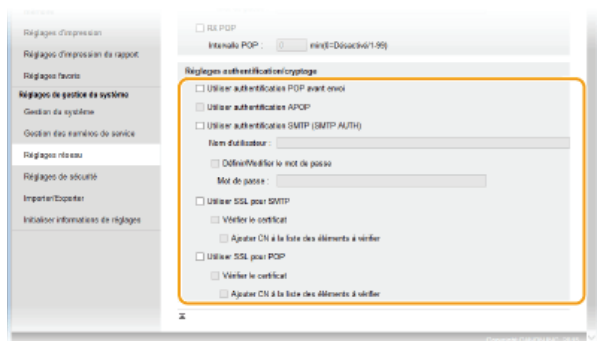 Réglages d'impression
Réglages d'impression du rapport
Réglages favoris
Réglages de gestion du système
Gestion du système
Gestion des numéros de service
Réglages réseau
Réglages de sécurité
Importer/Exporter
Initialiser informations de réglages
RX POP
Intervalle POP : 0 min(0=Désactivé/1-99)
Réglages authentification/cryptage
Utiliser authentification POP avant envoi
Utiliser authentification APOP
Utiliser authentification SMTP (SMTP AUTH)
Nom d'utilisateur :
Définir/Modifier le mot de passe
Mot de passe :
Utiliser SSL pour SMTP
Vérifier le certificat
Ajouter CN à la liste des éléments à vérifier
Utiliser SSL pour POP
Vérifier le certificat
Ajouter CN à la liste des éléments à vérifier